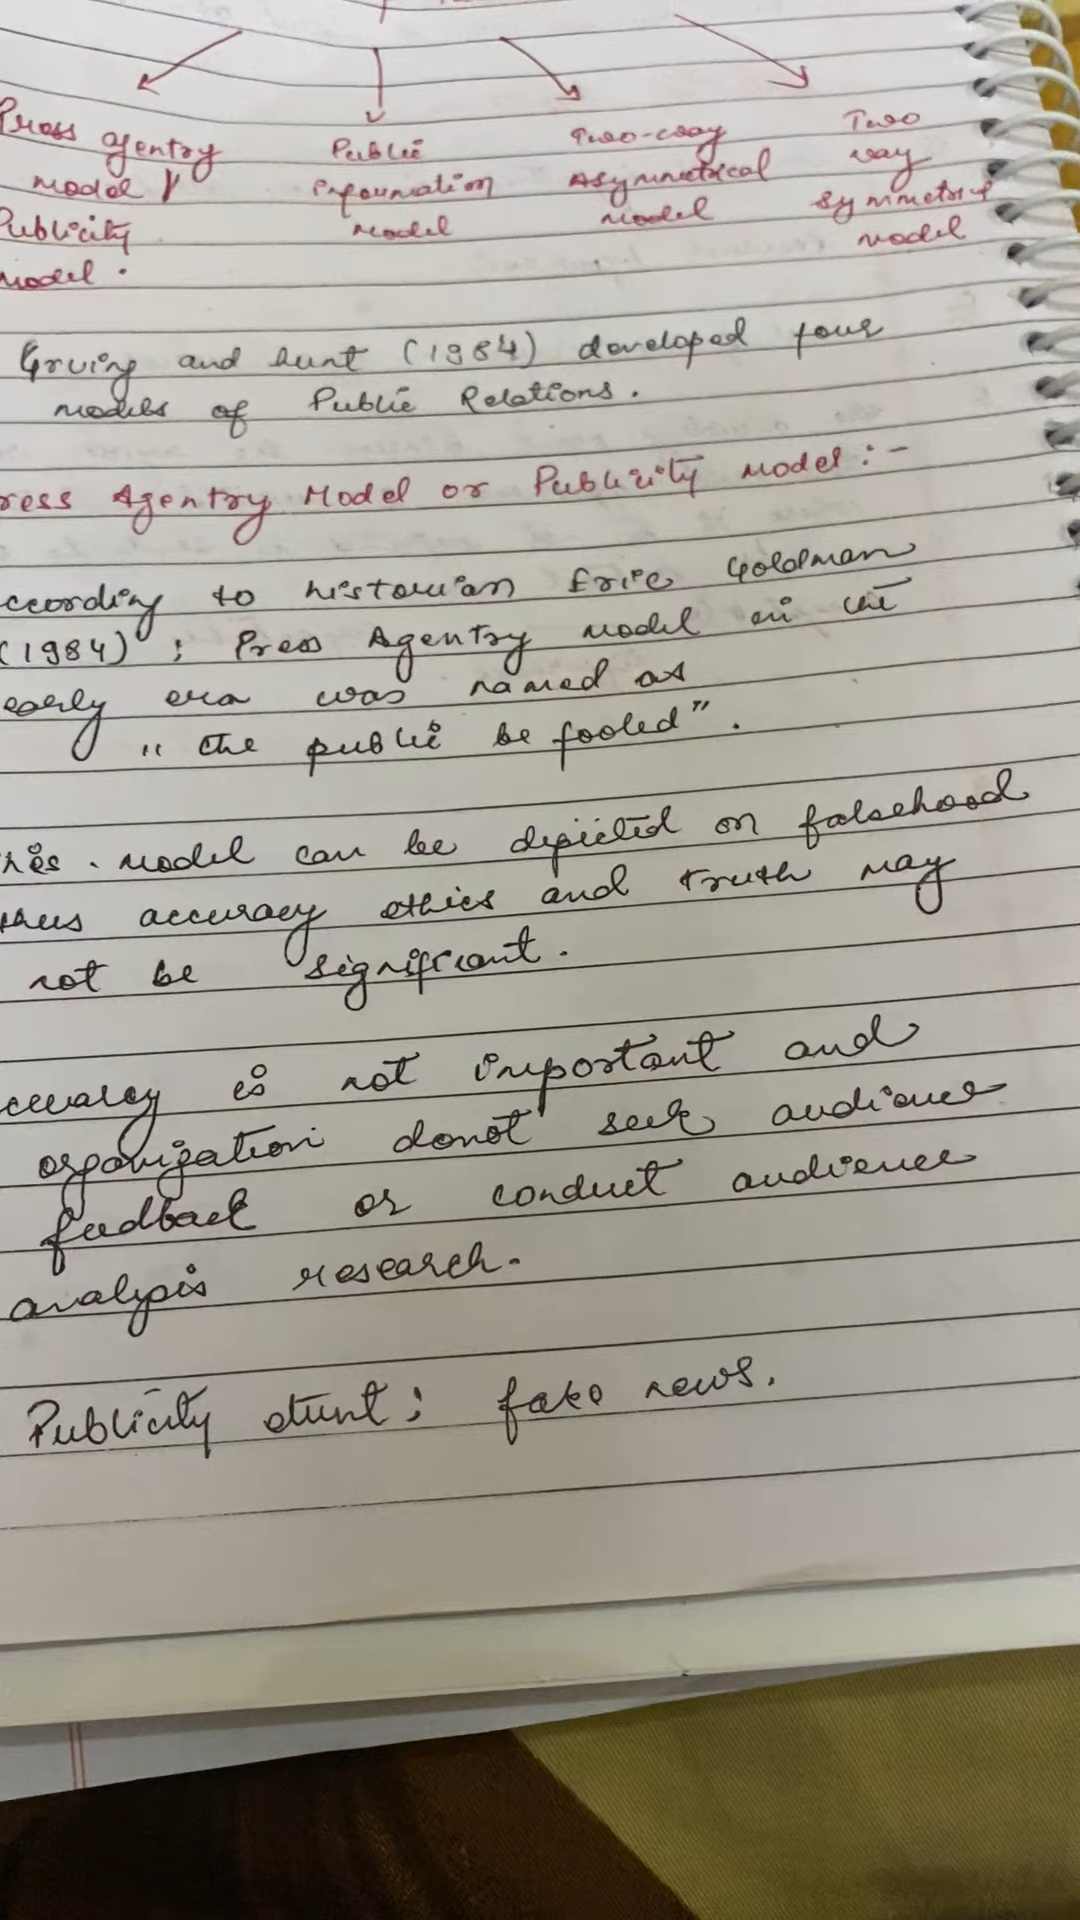 Press agentry
model /
Publicity
Model.
Public
information
model
Two-way
Asymmetrical
model
Two
way
symmetric
model
Gruing and hunt (1984) developed four
models of Public Relations.
ress Agentry Model or Publicity Model :-
ccording to historian Eric Goldman
(1984) ; Press Agentry model in the
early era was named as
" the public be fooled".
his . model can be depicted on falsehood
thus accuracy ethics and truth may
not be significant.
ccuracy is not important and
organization donot seek audience
feedback or conduct audience
analysis research.
Publicity stunt ; fake news.